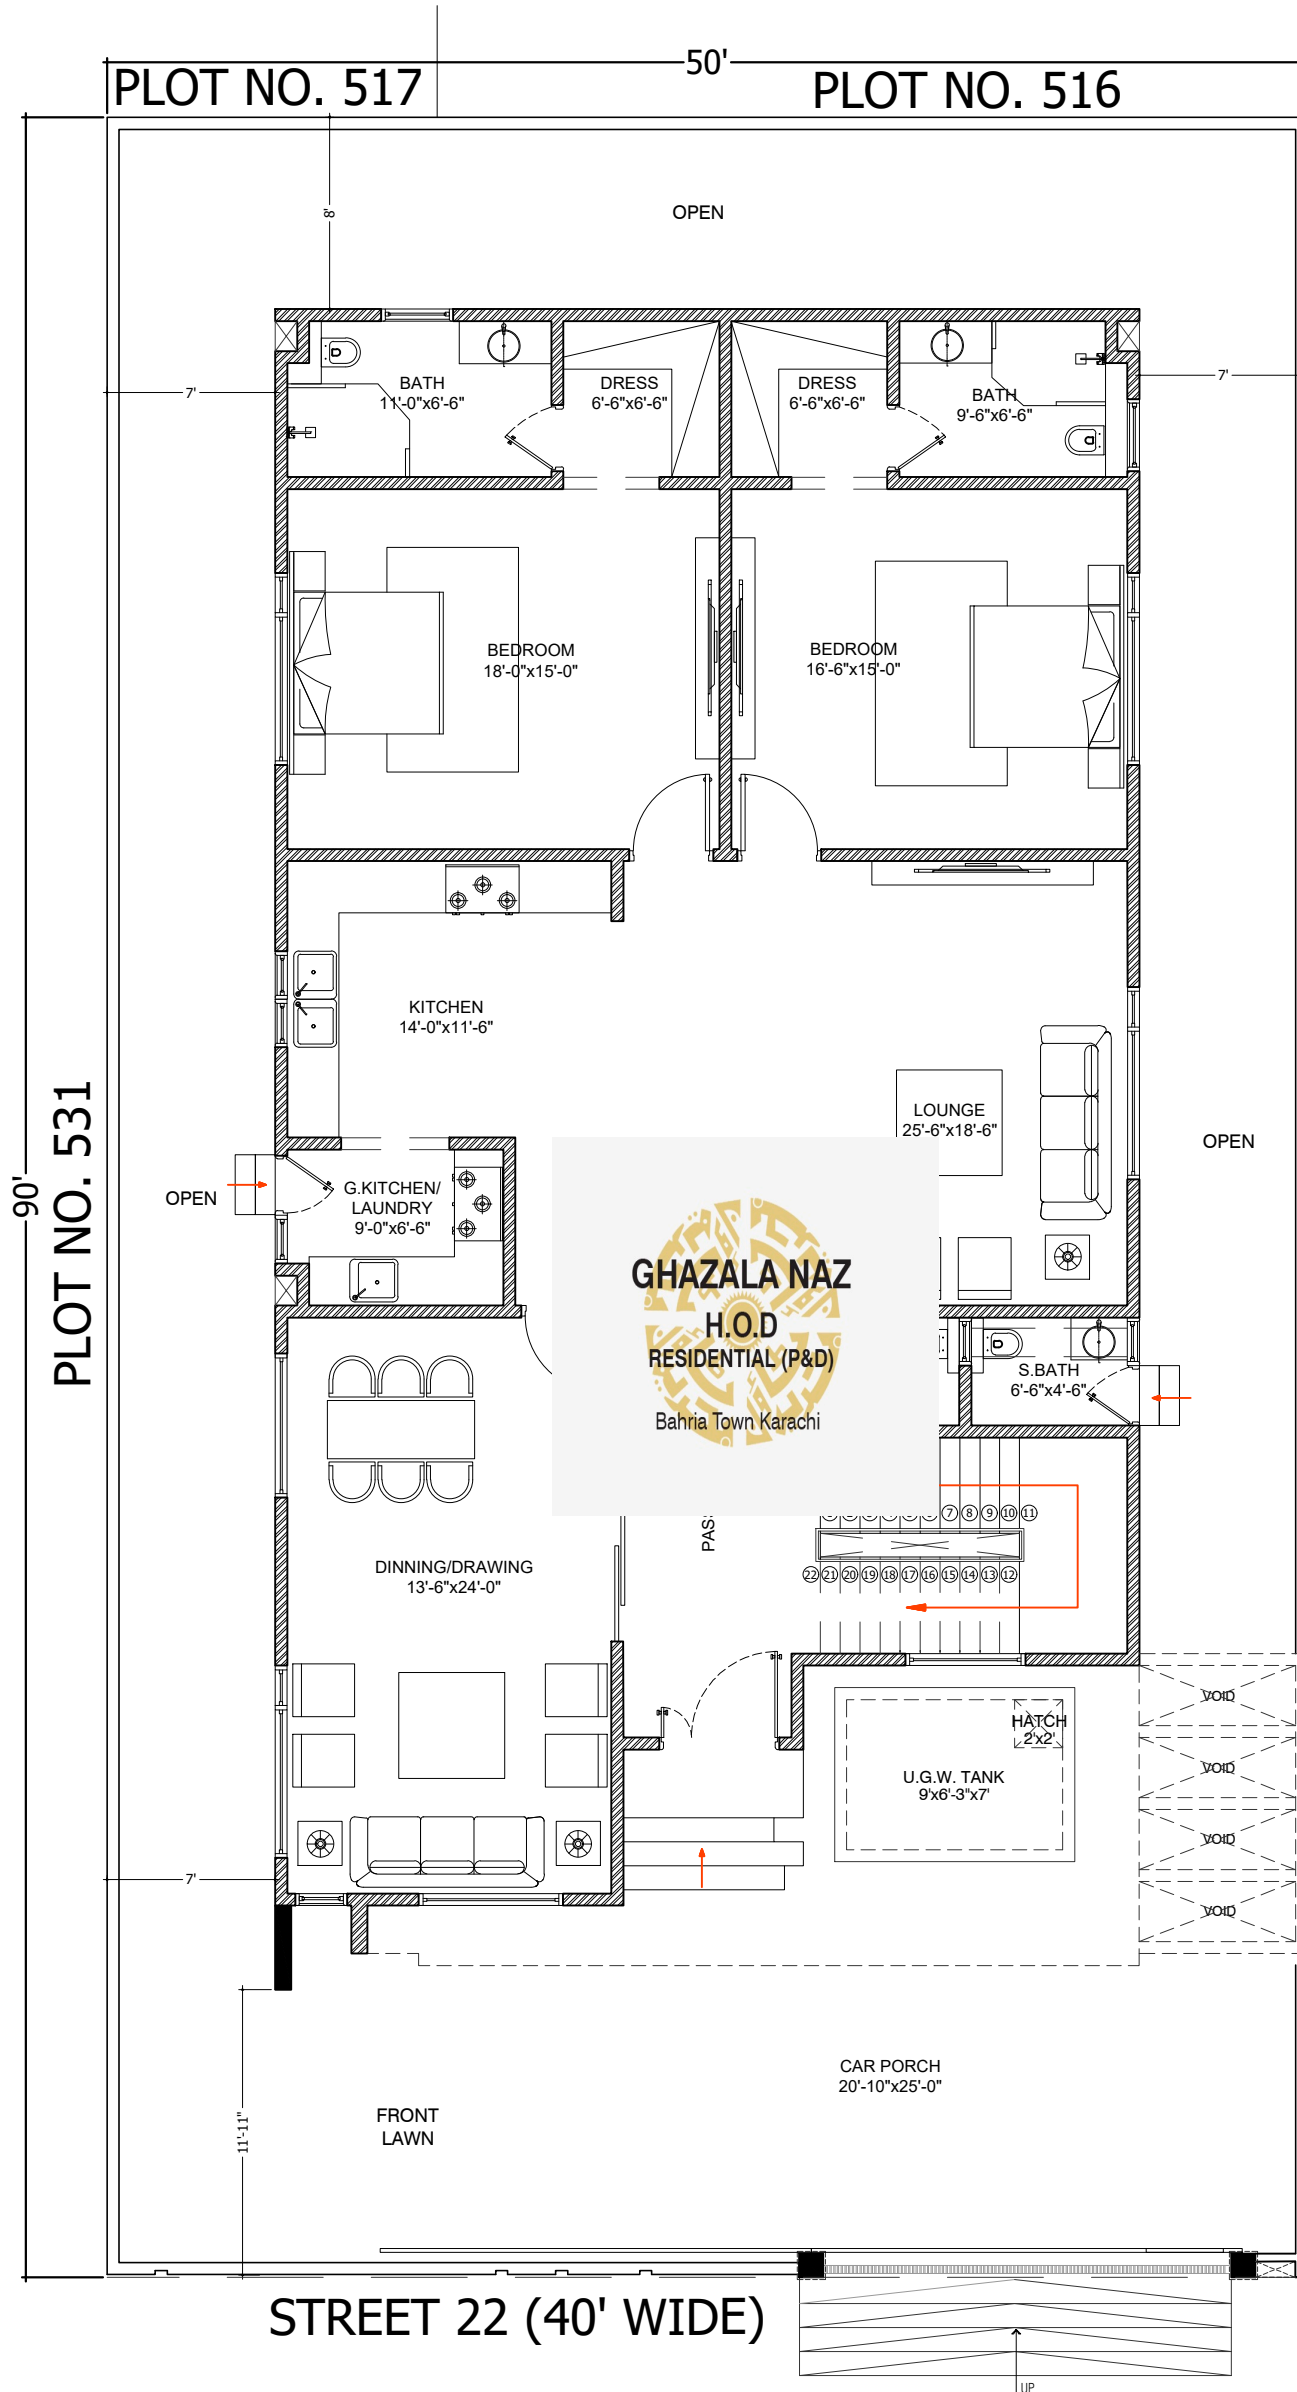 50'
PLOT NO. 517
PLOT NO. 516
8'
OPEN
7'
7'
BATH
11'-0"x6'-6"
DRESS
6'-6"x6'-6"
DRESS
6'-6"x6'-6"
BATH
9'-6"x6'-6"
BEDROOM
18'-0"x15'-0"
BEDROOM
16'-6"x15'-0"
KITCHEN
14'-0"x11'-6"
LOUNGE
25'-6"x18'-6"
OPEN
90'
PLOT NO. 531
OPEN
G.KITCHEN/
LAUNDRY
9'-0"x6'-6"
GHAZALA NAZ
H.O.D
RESIDENTIAL (P&D)
Bahria Town Karachi
S.BATH
6'-6"x4'-6"
PAS
7 8 9 10 11
22 21 20 19 18 17 16 15 14 13 12
DINNING/DRAWING
13'-6"x24'-0"
VOID
HATCH
2'x2'
VOID
U.G.W. TANK
9'x6'-3"x7'
VOID
7'
VOID
CAR PORCH
20'-10"x25'-0"
FRONT
LAWN
11'-11"
STREET 22 (40' WIDE)
UP